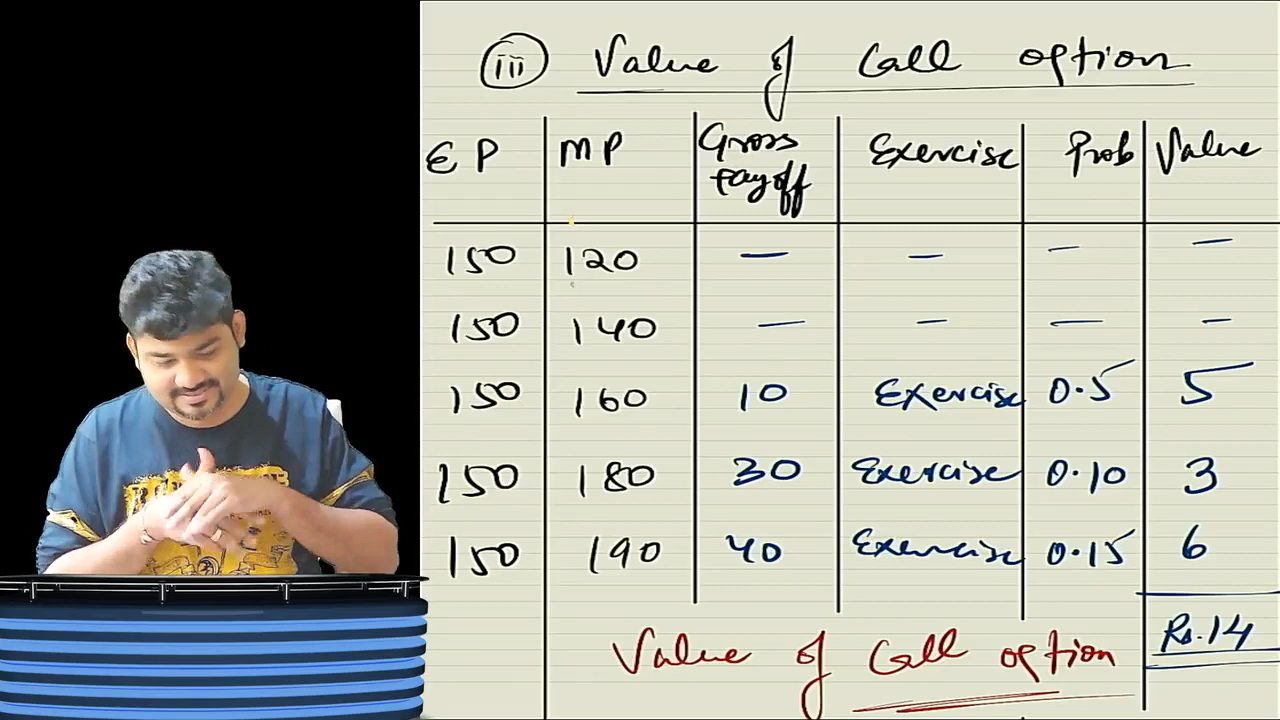 iii Value of Call option
EP MP Gross payoff Exercise Prob Value
150 120 — — — —
150 140 — — — —
150 160 10 Exercise 0.5 5
150 180 30 Exercise 0.10 3
150 190 40 Exercise 0.15 6
Rs.14
Value of Call option